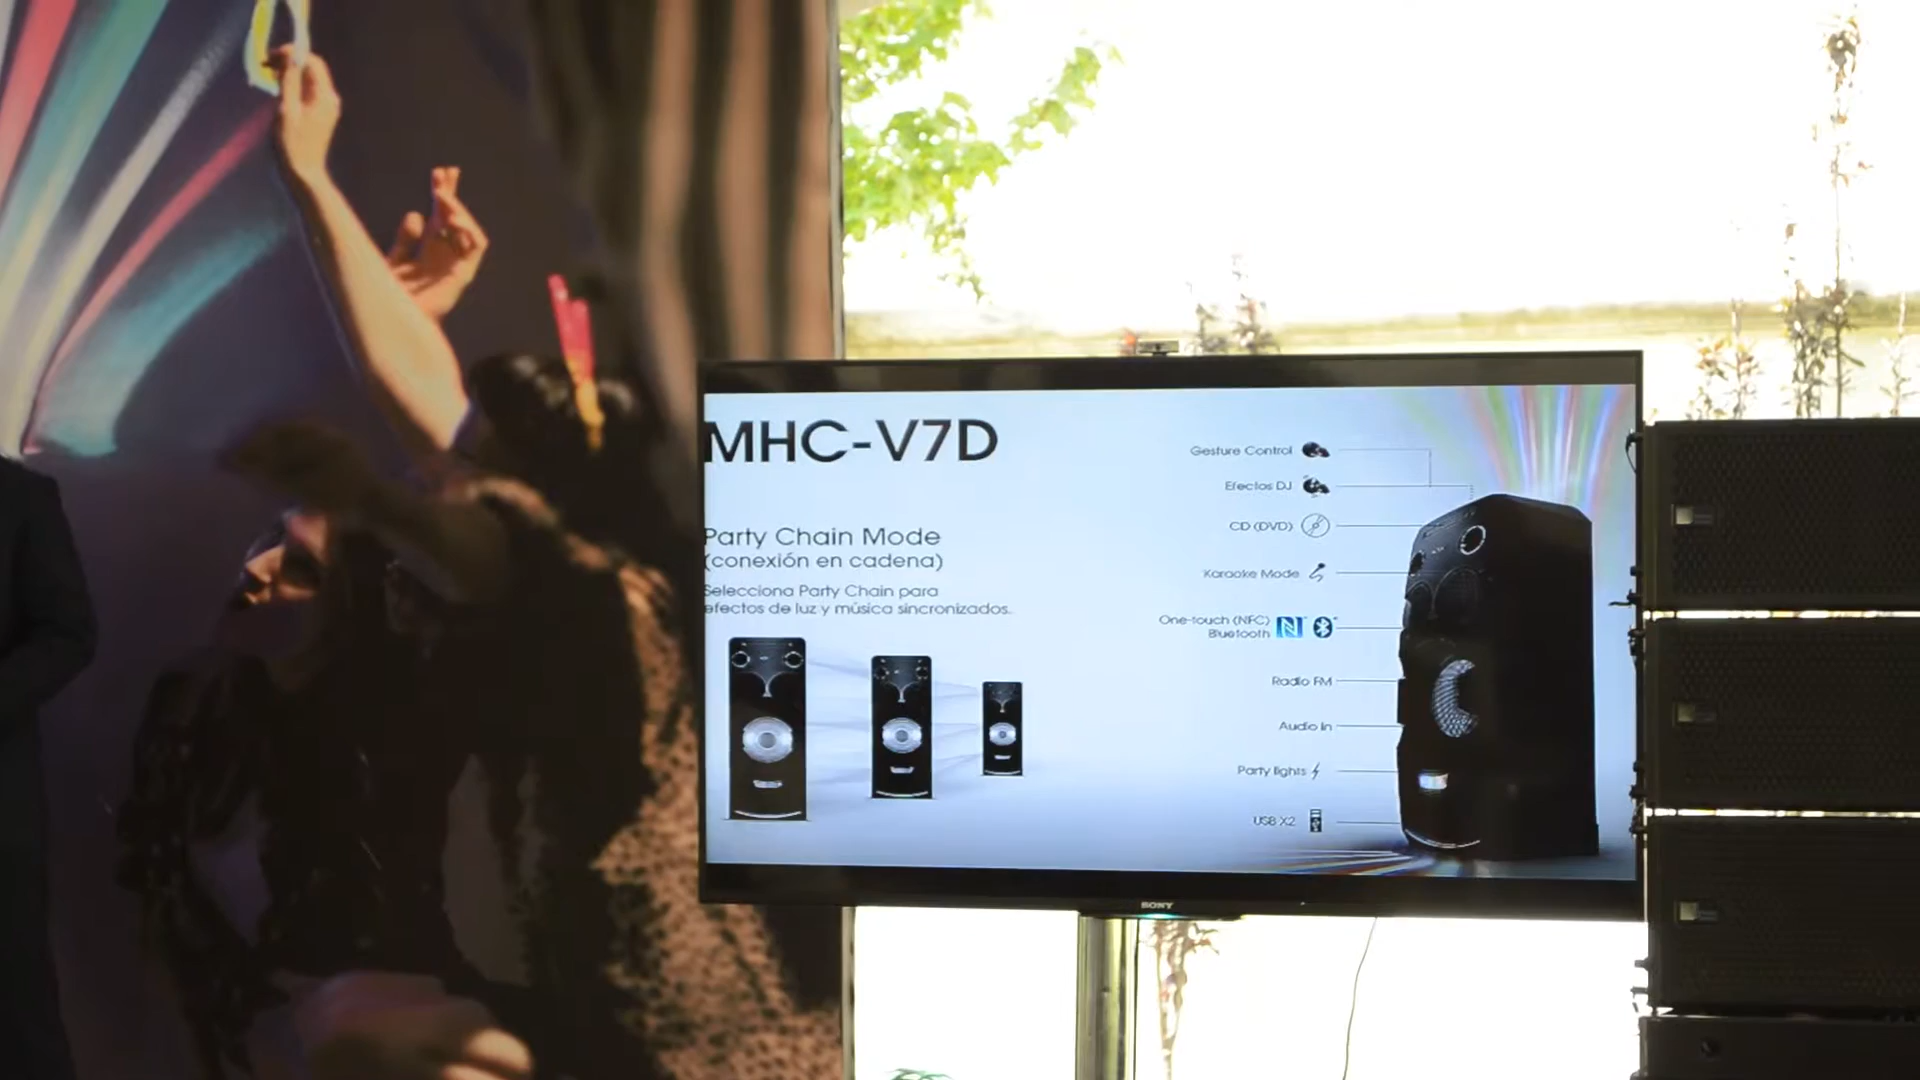 MHC-V7D
Party Chain Mode
(conexión en cadena)
Selecciona Party Chain para
efectos de luz y música sincronizados.
Gesture Control
Efectos DJ
CD (DVD)
Karaoke Mode
One-touch (NFC)
Bluetooth
Radio FM
Audio In
Party lights
USB X2
SONY